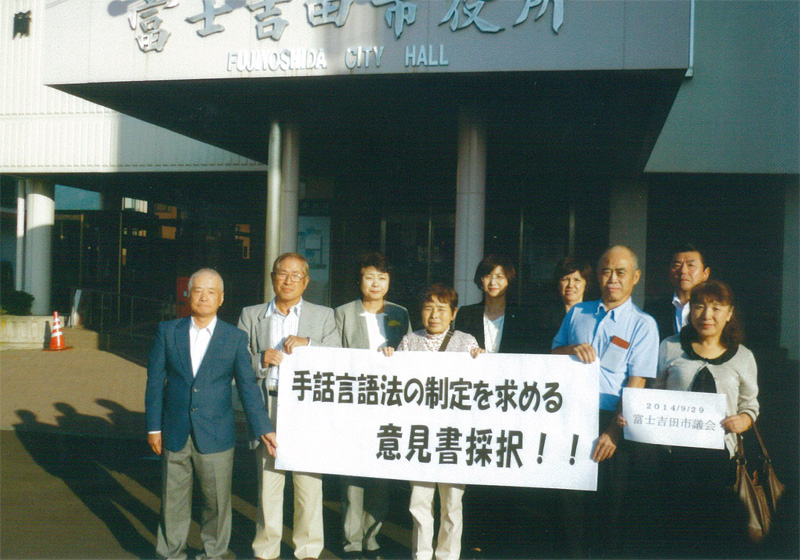 所
富士吉田市役所
FUJIYOSHIDA CITY HALL
手話言語法の制定を求める
意見書採択！！
2014/9/29
富士吉田市議会